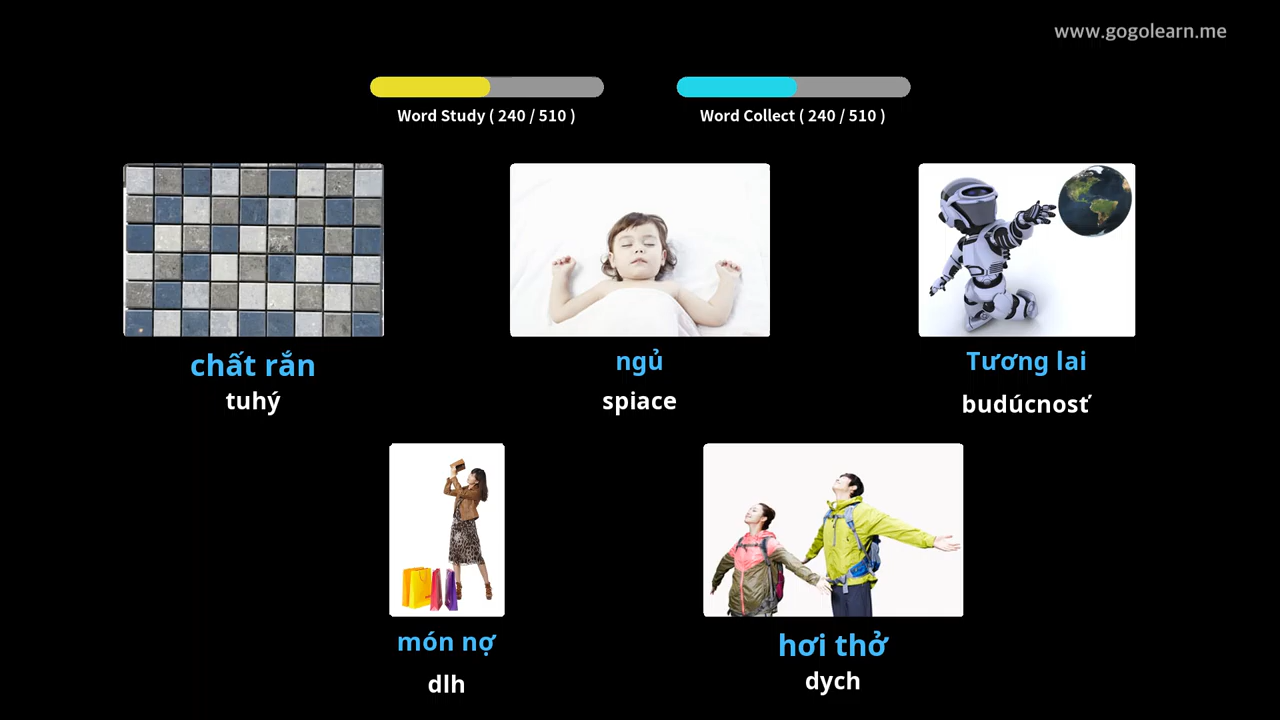 www.gogolearn.me
Word Study ( 240 / 510 )
Word Collect ( 240 / 510 )
chất rắn
tuhý
ngủ
spiace
Tương lai
budúcnosť
món nợ
dlh
hơi thở
dych